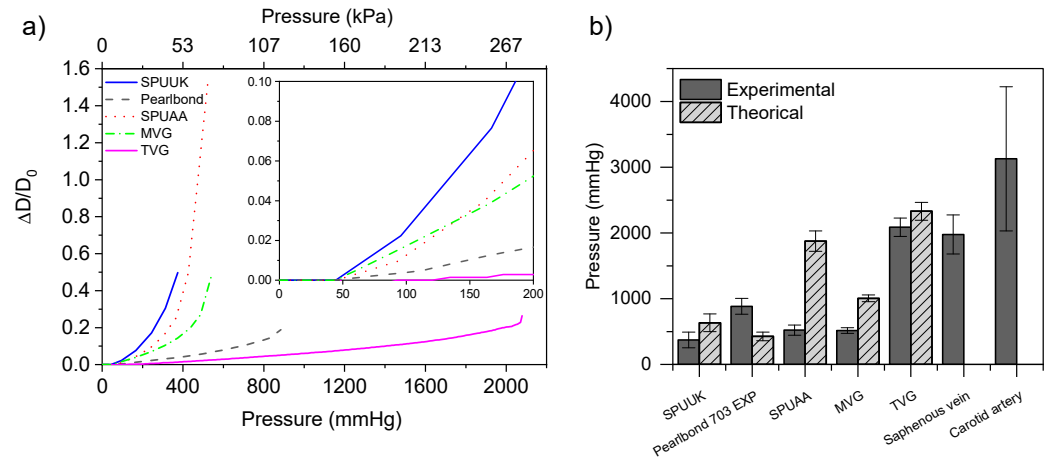 a)
Pressure (kPa)
0 53 107 160 213 267
1.6
1.4
1.2
1.0
0.8
0.6
0.4
0.2
0.0
ΔD/D0
SPUUK
Pearlbond
SPUAA
MVG
TVG
0.10
0.08
0.06
0.04
0.02
0.00
0 50 100 150 200
0 400 800 1200 1600 2000
Pressure (mmHg)
b)
Experimental
Theorical
4000
3000
2000
1000
0
Pressure (mmHg)
SPUUK
Pearlbond 703 EXP
SPUAA
MVG
TVG
Saphenous vein
Carotid artery